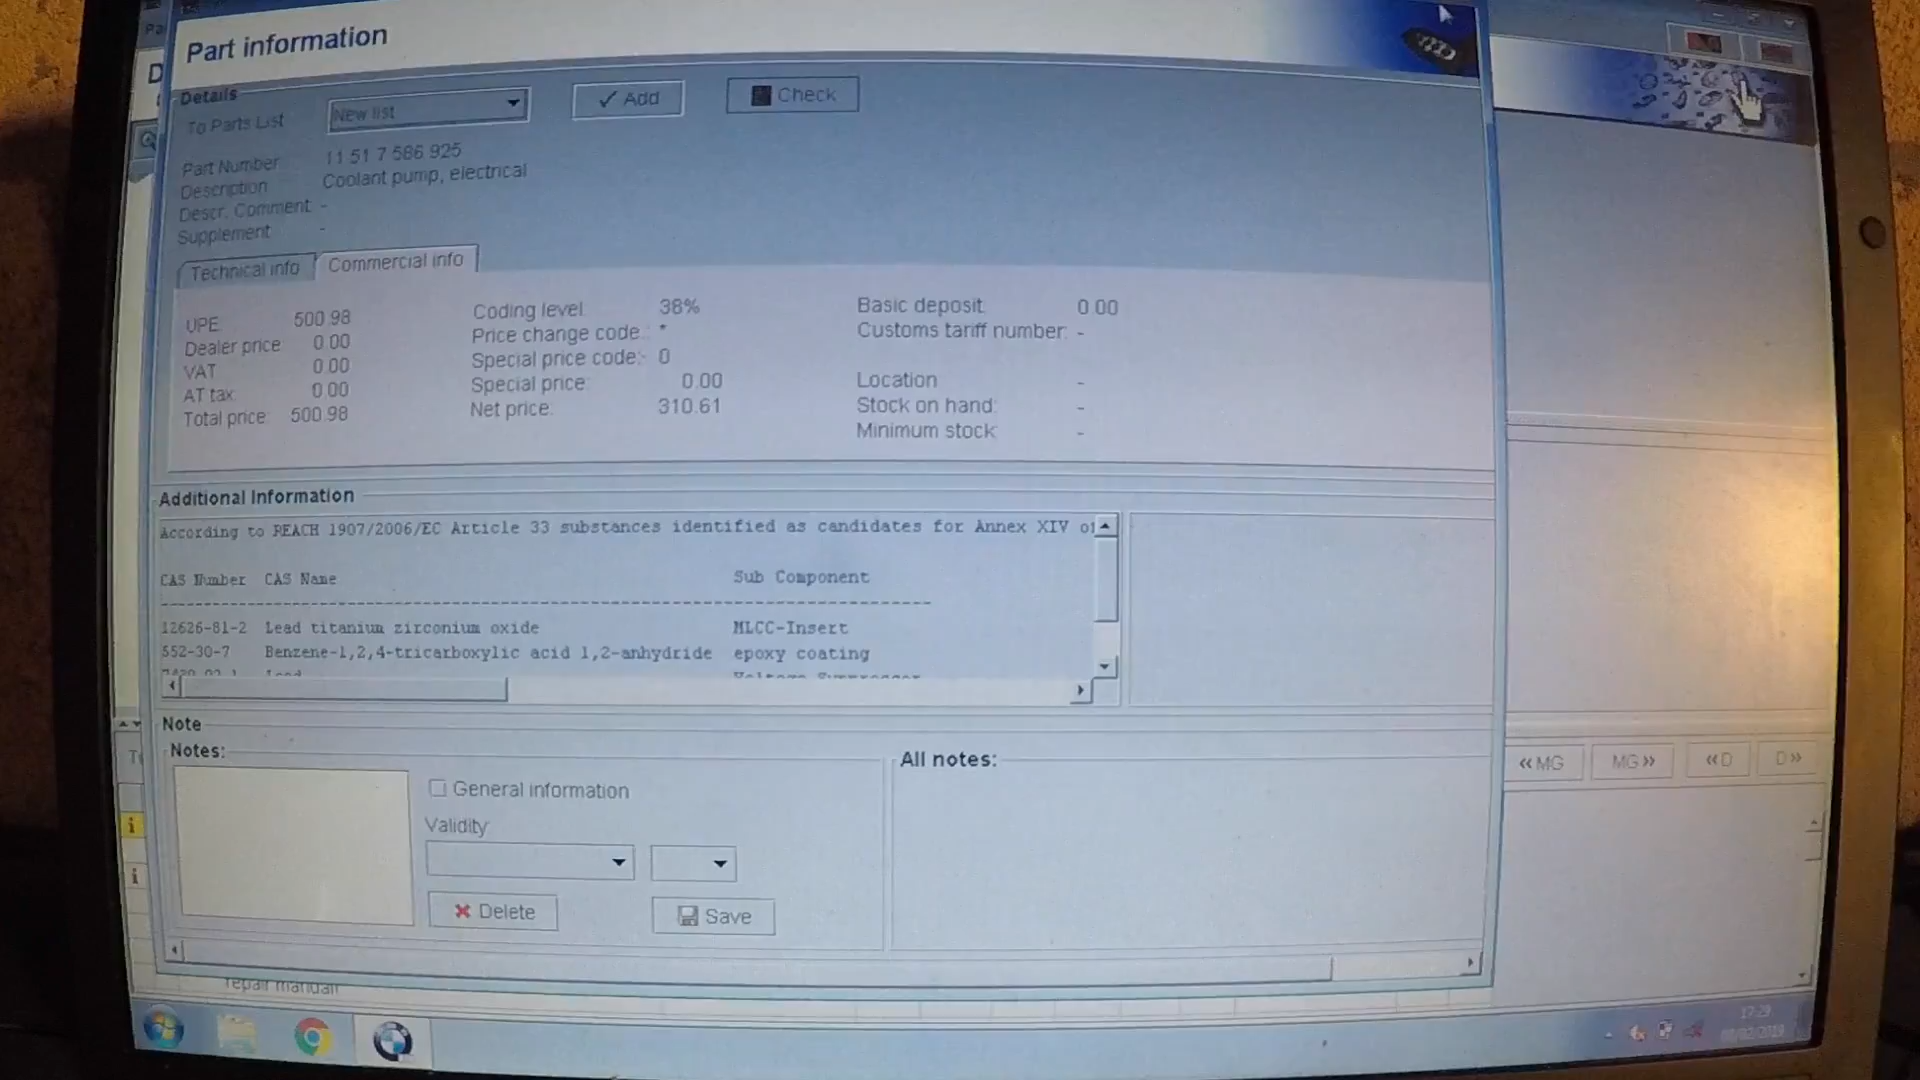 Part information
Details
To Parts List New list Add Check
Part Number 11 51 7 586 925
Description Coolant pump, electrical
Descr. Comment -
Supplement -
Technical info Commercial info
UPE 500.98 Coding level: 38% Basic deposit: 0.00
Dealer price 0.00 Price change code: * Customs tariff number: -
VAT 0.00 Special price code:- 0
AT tax: 0.00 Special price: 0.00 Location -
Total price: 500.98 Net price: 310.61 Stock on hand: -
Minimum stock -
Additional Information
According to REACH 1907/2006/EC Article 33 substances identified as candidates for Annex XIV of
CAS Number CAS Name Sub Component
12626-81-2 Lead titanium zirconium oxide MLCC-Insert
552-30-7 Benzene-1,2,4-tricarboxylic acid 1,2-anhydride epoxy coating
Note
Notes: All notes:
General information
Validity:
Delete Save
«MG MG» «D D»
repair manual!
17:29